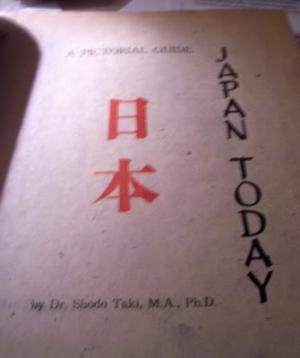 A PICTORIAL GUIDE
JAPAN TODAY
日本
by Dr. Shodo Taki, M.A., Ph.D.